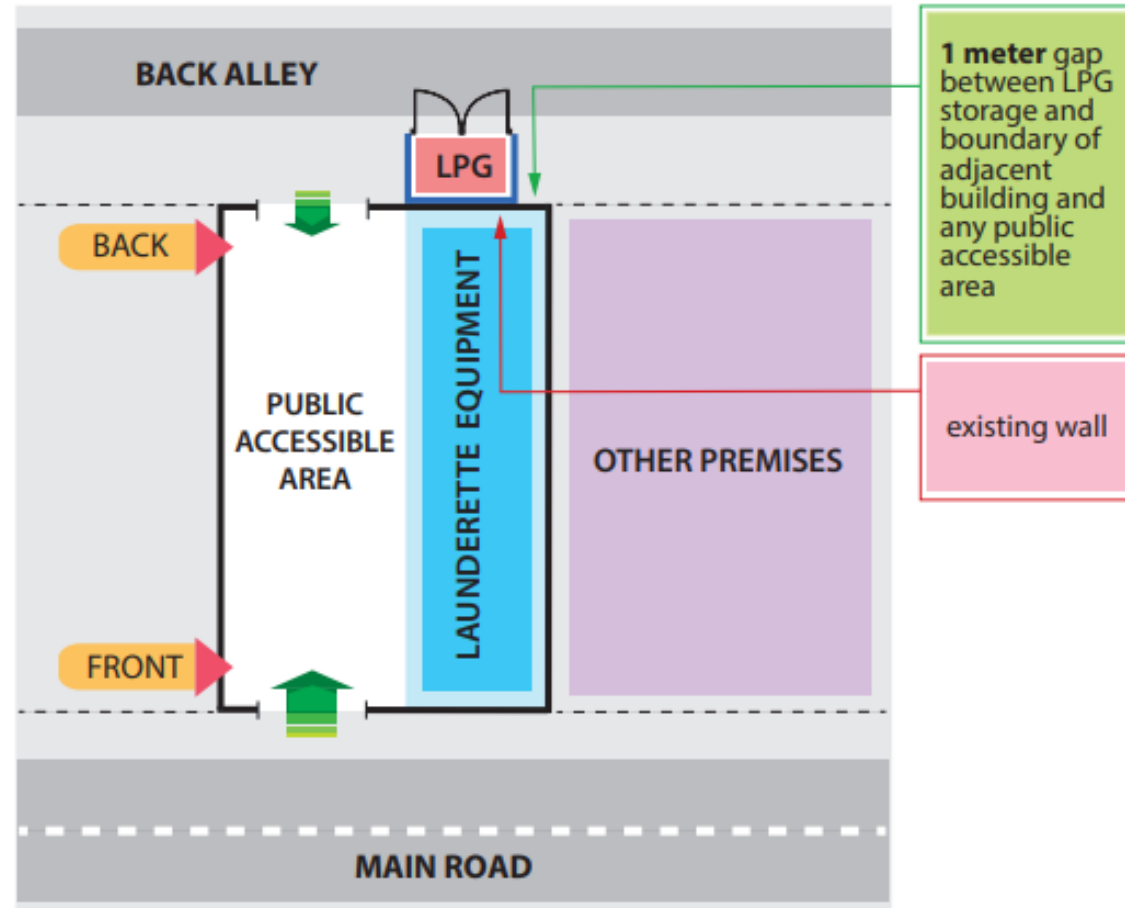 BACK ALLEY
LPG
BACK
PUBLIC
ACCESSIBLE
AREA
LAUNDERETTE EQUIPMENT
OTHER PREMISES
FRONT
MAIN ROAD
1 meter gap
between LPG
storage and
boundary of
adjacent
building and
any public
accessible
area
existing wall